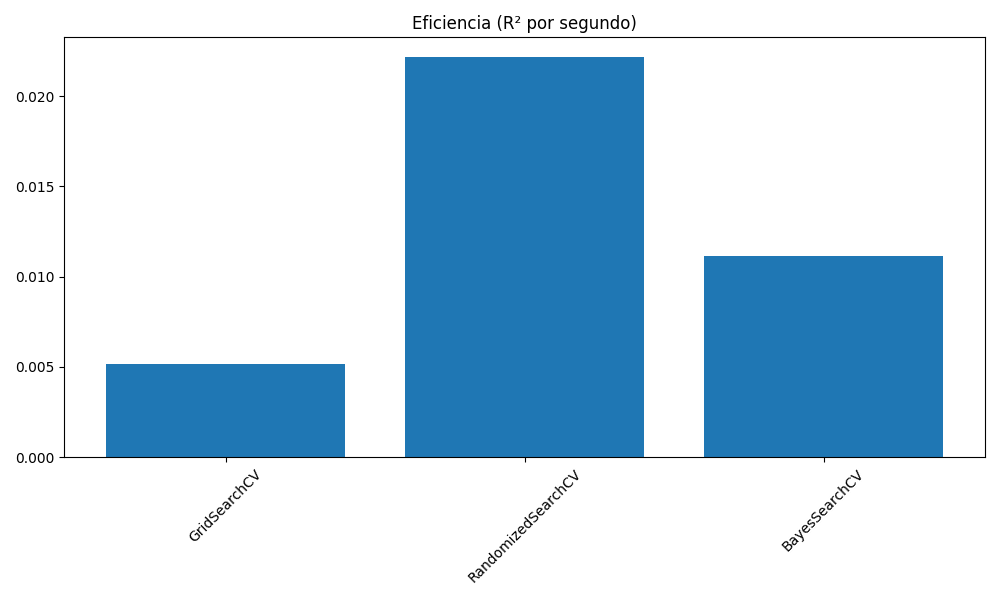 Eficiencia (R² por segundo)
0.020
0.015
0.010
0.005
0.000
GridSearchCV
RandomizedSearchCV
BayesSearchCV